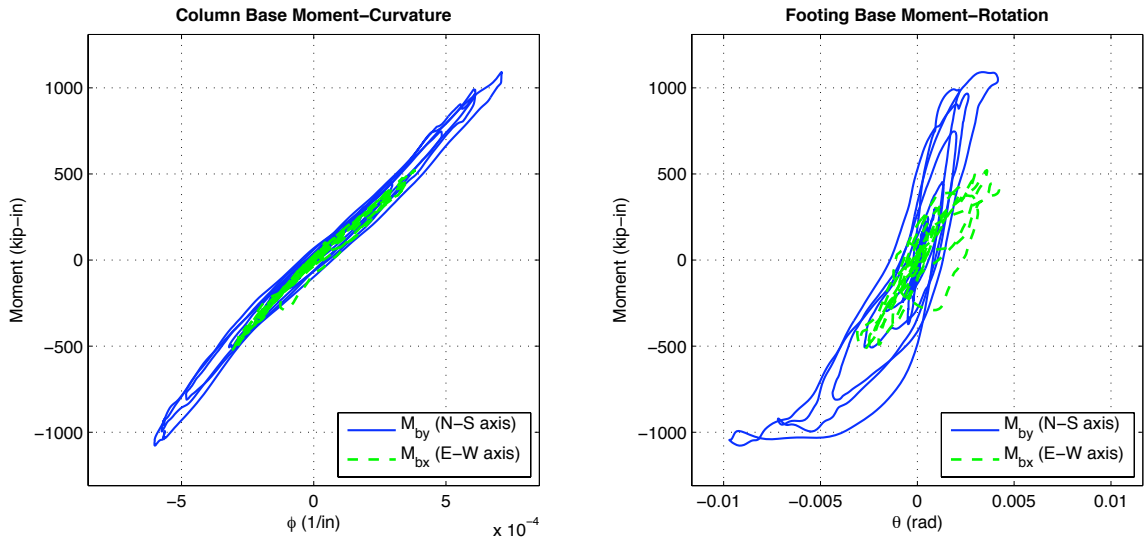 Column Base Moment−Curvature
Moment (kip−in)
1000
500
0
−500
−1000
−5
0
5
x 10⁻⁴
ϕ (1/in)
M_by (N−S axis)
M_bx (E−W axis)
Footing Base Moment−Rotation
Moment (kip−in)
1000
500
0
−500
−1000
−0.01
−0.005
0
0.005
0.01
θ (rad)
M_by (N−S axis)
M_bx (E−W axis)